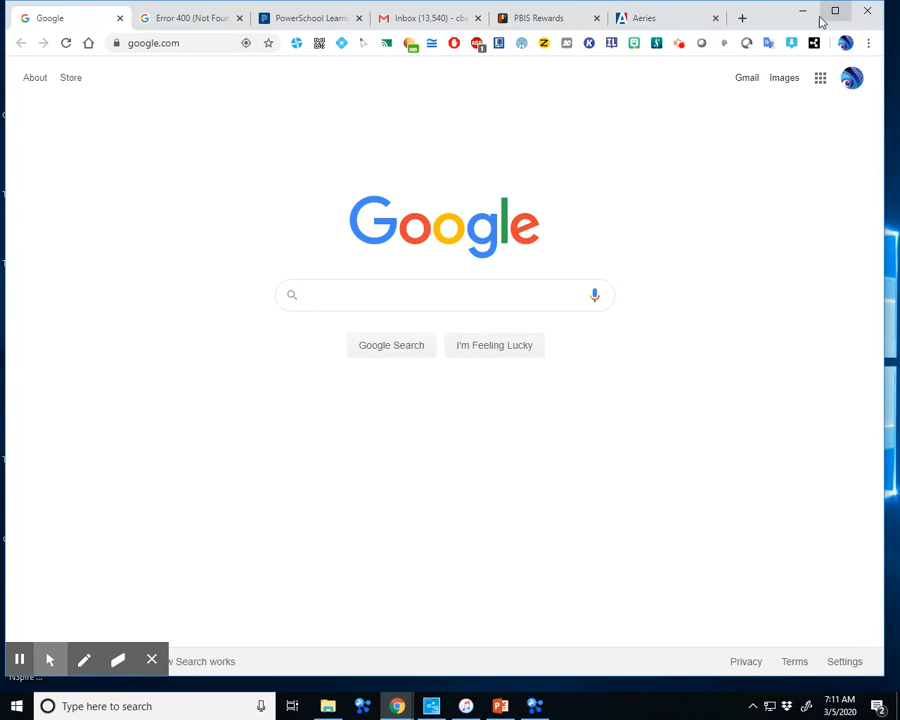 Google
Error 400 (Not Foun
PowerSchool Learni
Inbox (13,540) - cba
PBIS Rewards
Aeries
google.com
About
Store
Gmail
Images
Google
Google Search
I'm Feeling Lucky
w Search works
Privacy
Terms
Settings
Type here to search
7:11 AM
3/5/2020
2